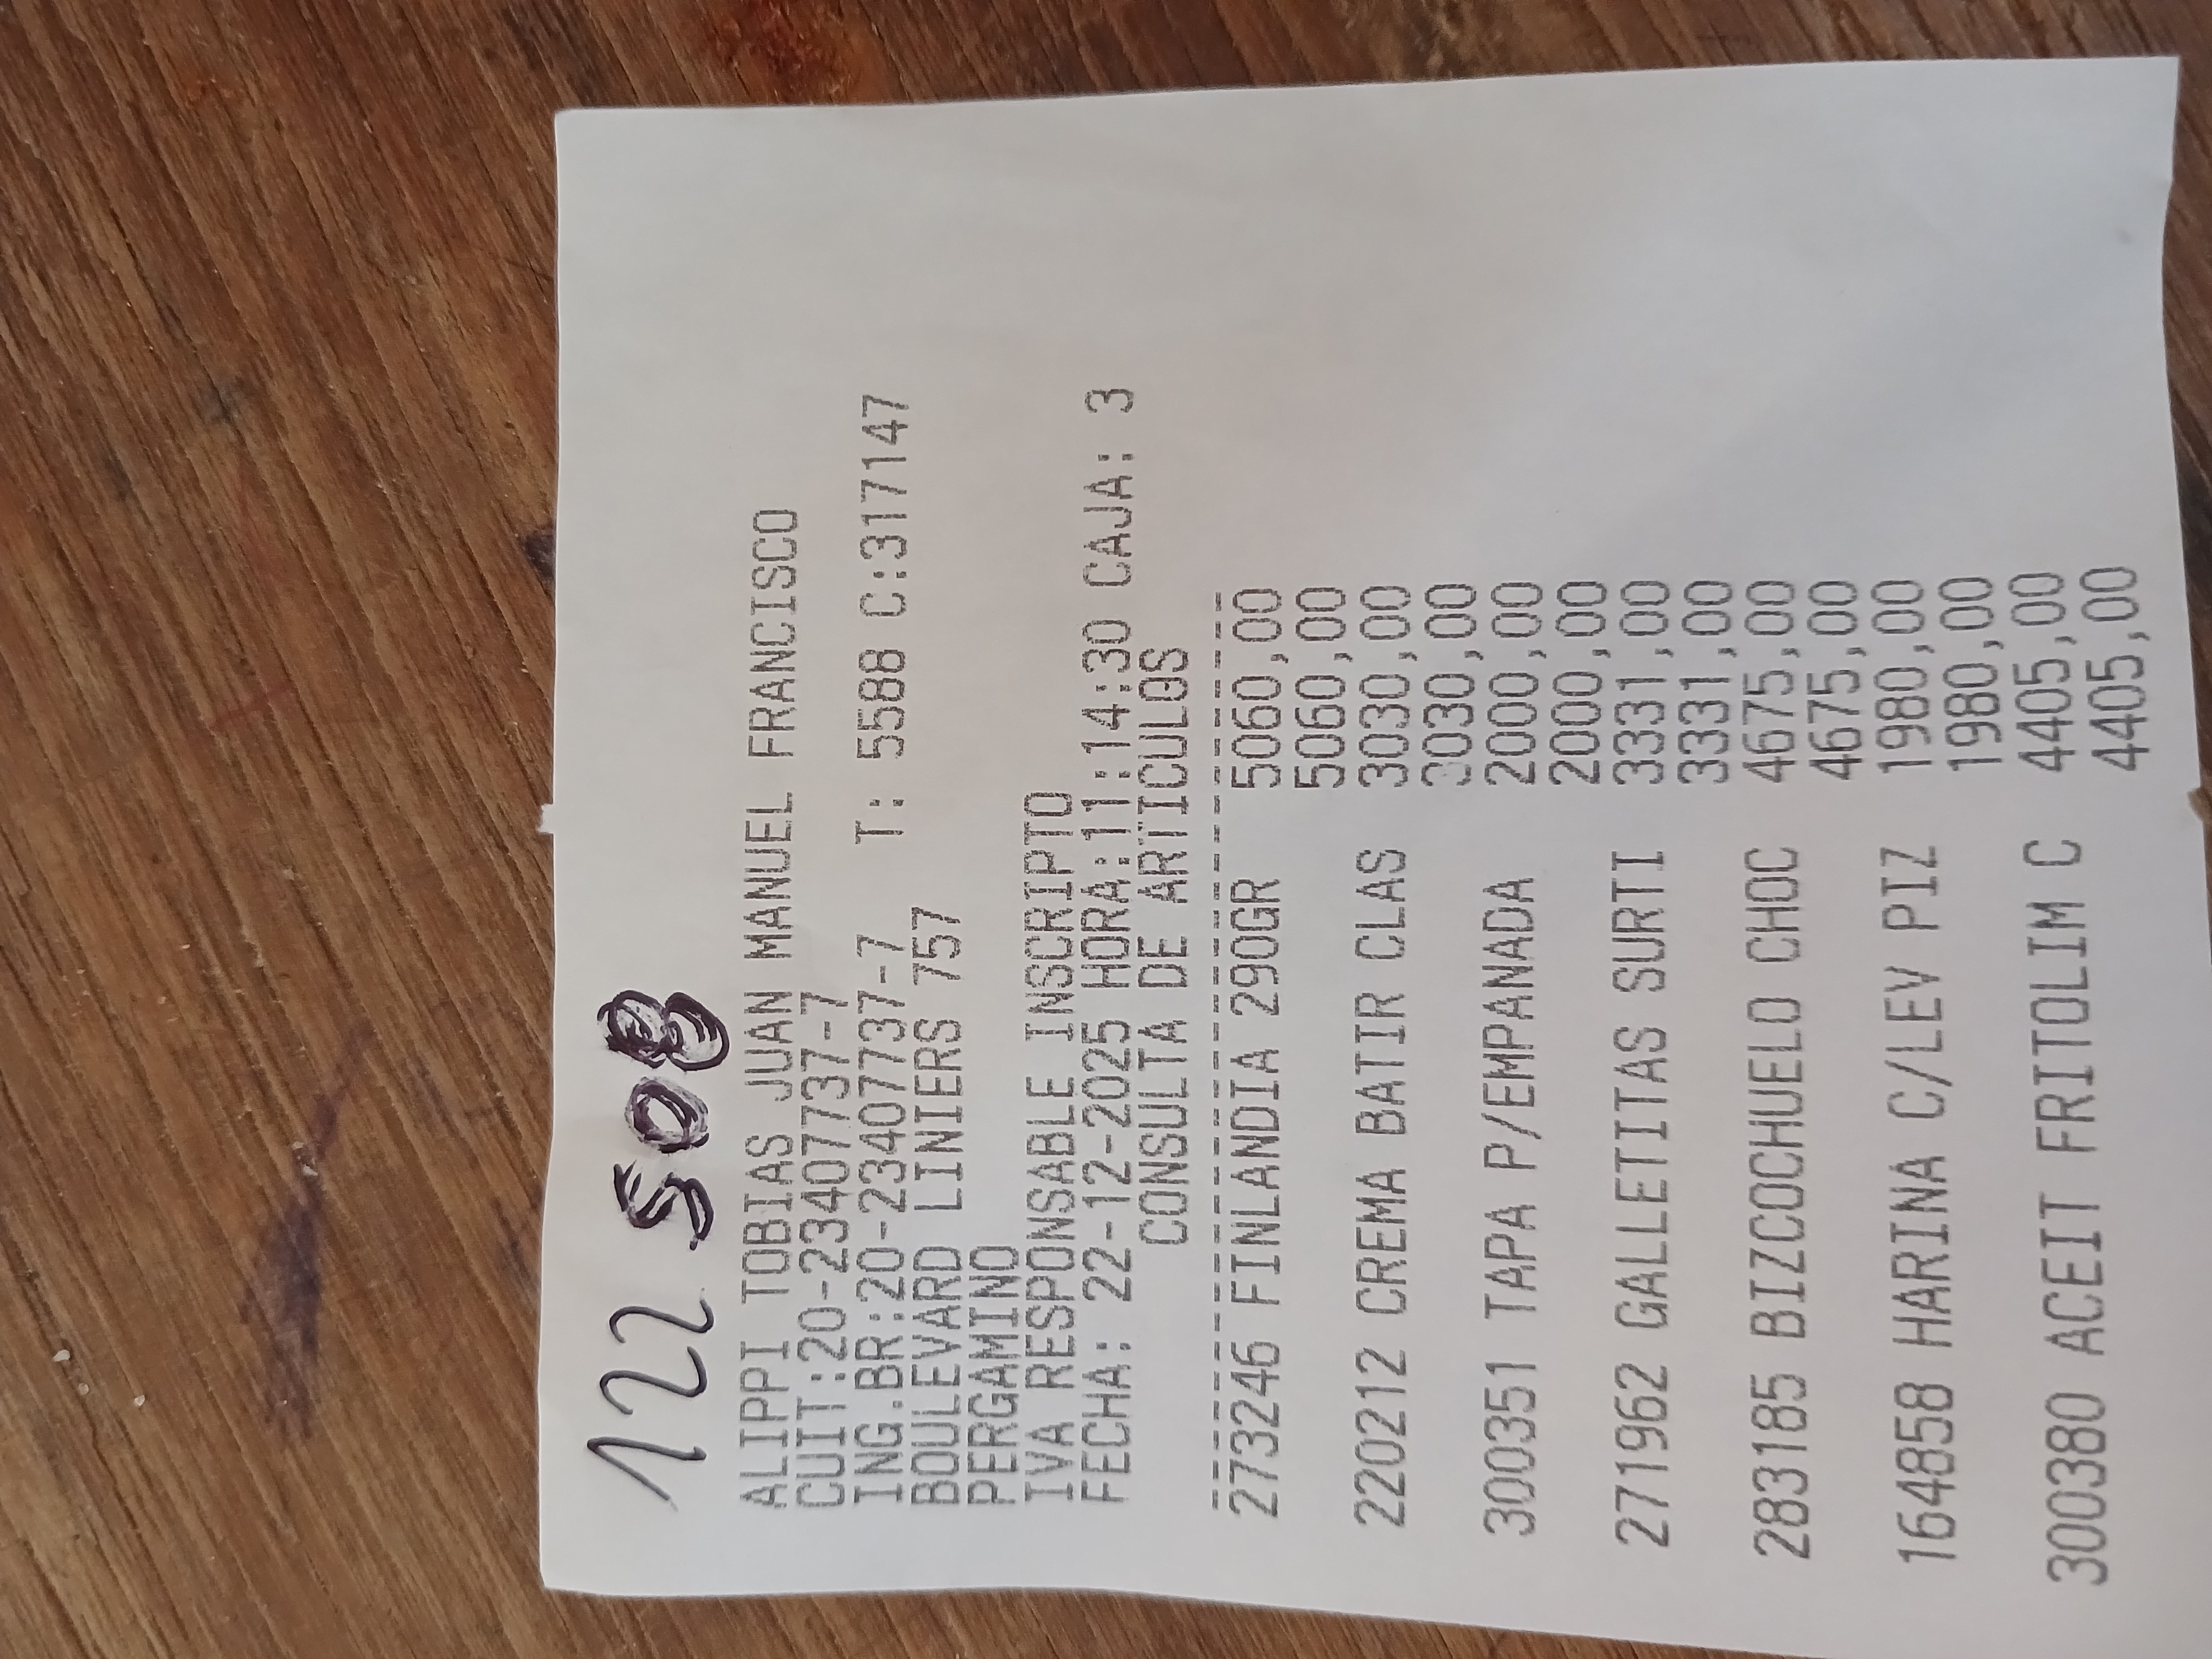 122 508
ALIPPI TOBIAS JUAN MANUEL FRANCISCO
CUIT:20-23407737-7
ING.BR:20-23407737-7 T: 5588 C:317147
BOULEVARD LINIERS 757
PERGAMINO
IVA RESPONSABLE INSCRIPTO
FECHA: 22-12-2025 HORA:11:14:30 CAJA: 3
CONSULTA DE ARTICULOS
273246 FINLANDIA 290GR 5060,00
5060,00
220212 CREMA BATIR CLAS 3030,00
3030,00
300351 TAPA P/EMPANADA 2000,00
2000,00
271962 GALLETITAS SURTI 3331,00
3331,00
283185 BIZCOCHUELO CHOC 4675,00
4675,00
164858 HARINA C/LEV PIZ 1980,00
1980,00
300380 ACEIT FRITOLIM C 4405,00
4405,00